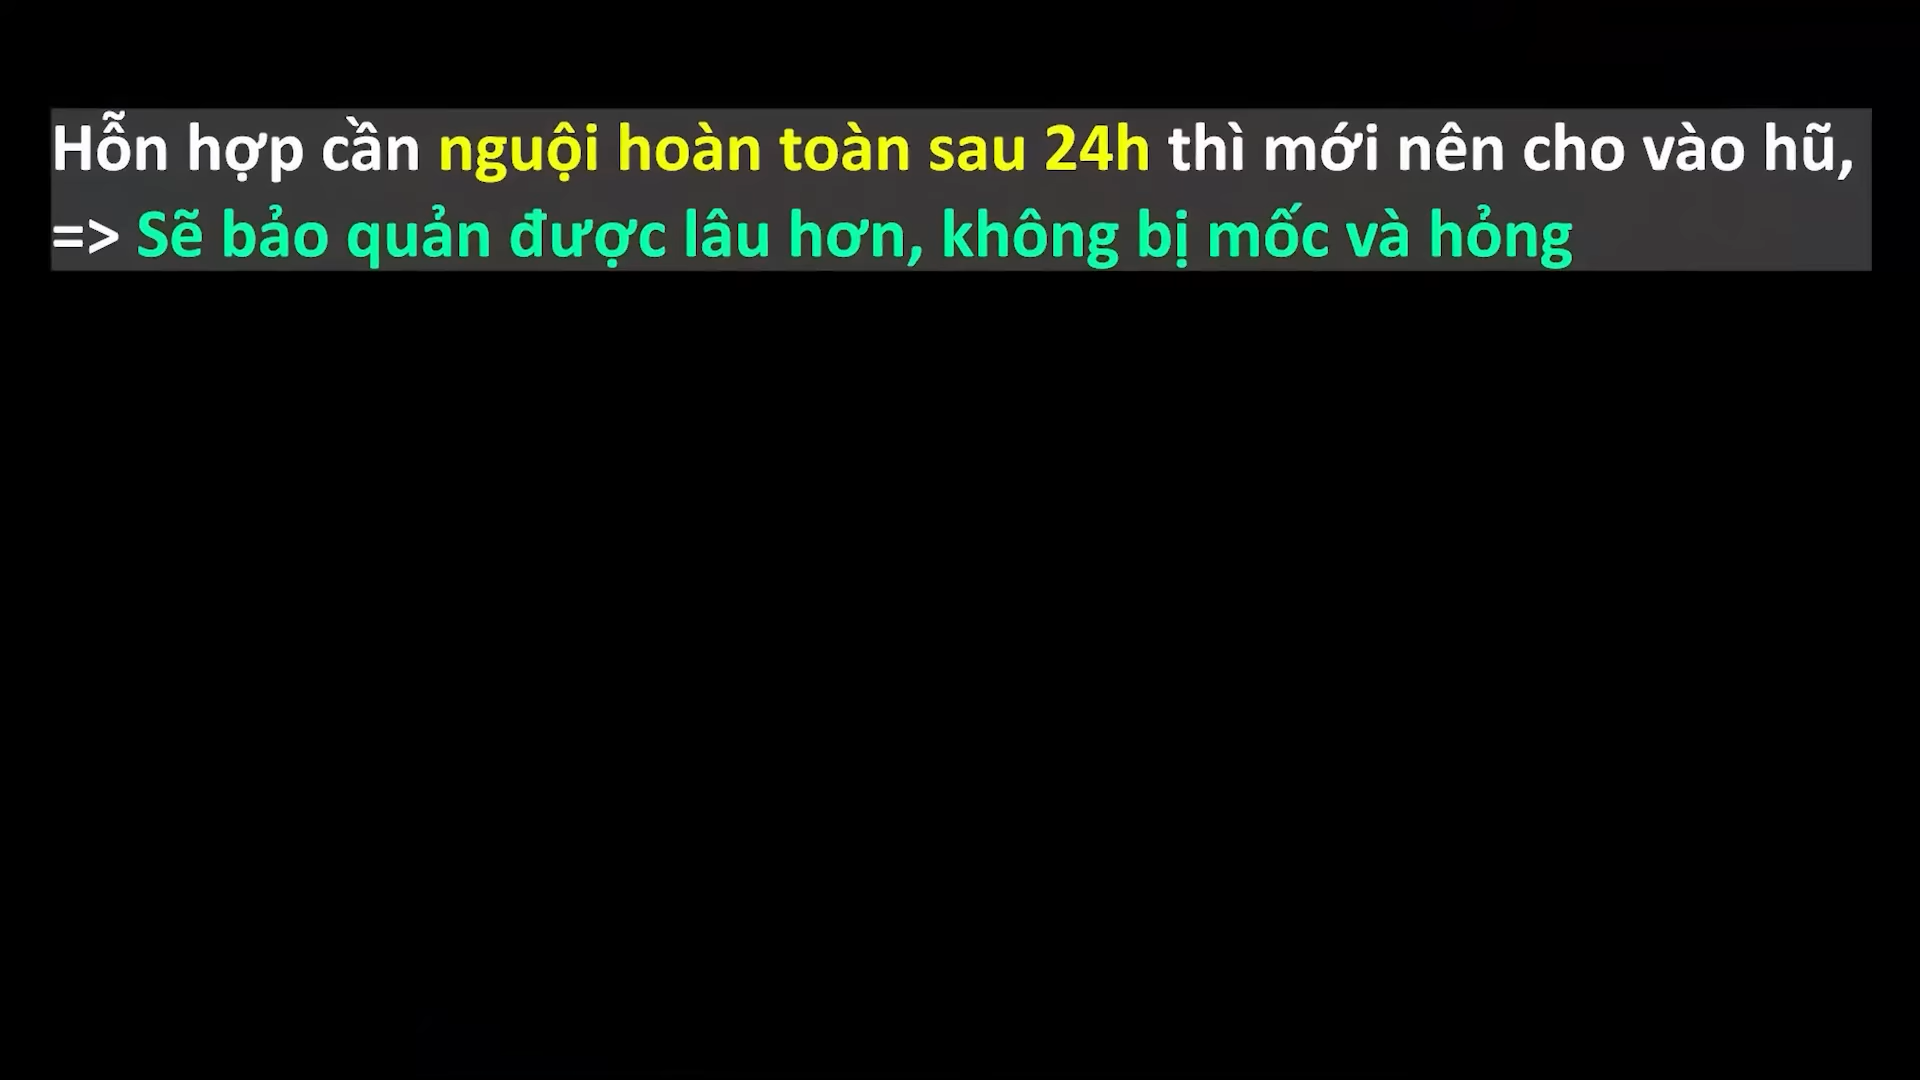 Hỗn hợp cần nguội hoàn toàn sau 24h thì mới nên cho vào hũ,
=> Sẽ bảo quản được lâu hơn, không bị mốc và hỏng